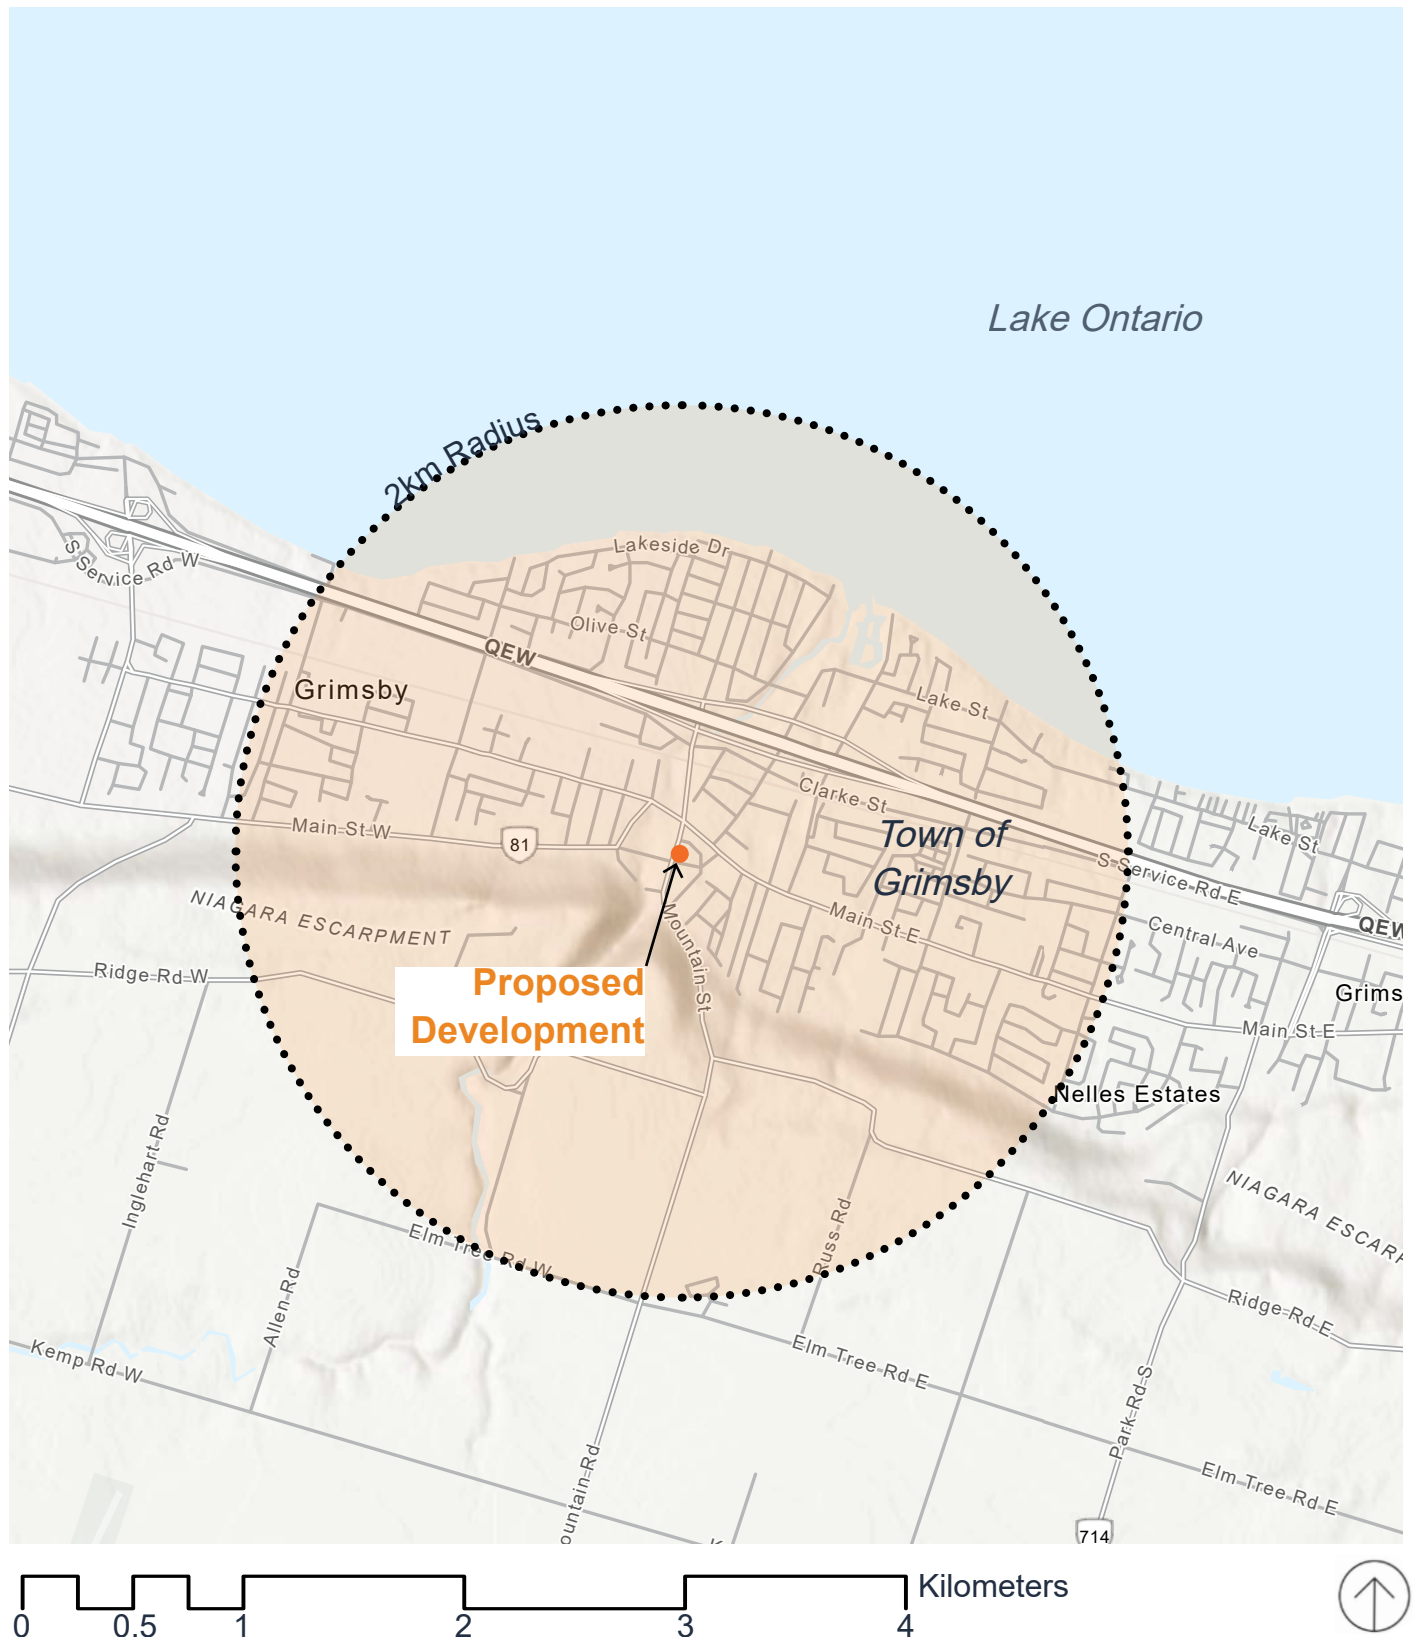 Lake Ontario
2km Radius
Lakeside Dr
S Service Rd W
Olive St
QEW
Grimsby
Lake St
Clarke St
Main St W
81
Town of
Grimsby
Lake St
S Service Rd E
NIAGARA ESCARPMENT
Mountain St
Main St E
Central Ave
QEW
Ridge Rd W
Proposed
Development
Grims
Main St E
Nelles Estates
Inglehart Rd
NIAGARA ESCARP
Elm Tree Rd W
Russ Rd
Allen Rd
Ridge Rd E
Kemp Rd W
Elm Tree Rd E
Park Rd S
Elm Tree Rd E
ountain Rd
714
Kilometers
0 0.5 1 2 3 4